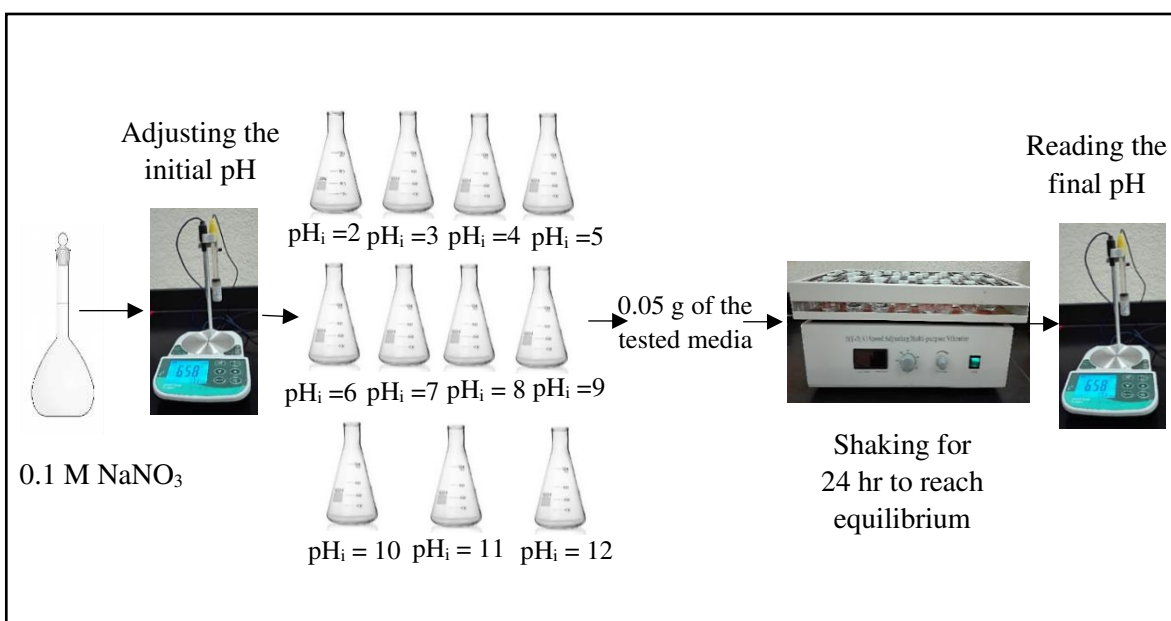 Adjusting the
initial pH
Reading the
final pH
pHᵢ =2 pHᵢ =3 pHᵢ =4 pHᵢ =5
0.05 g of the
tested media
658
658
pHᵢ =6 pHᵢ =7 pHᵢ = 8 pHᵢ =9
0.1 M NaNO₃
Shaking for
24 hr to reach
equilibrium
pHᵢ = 10 pHᵢ = 11 pHᵢ = 12